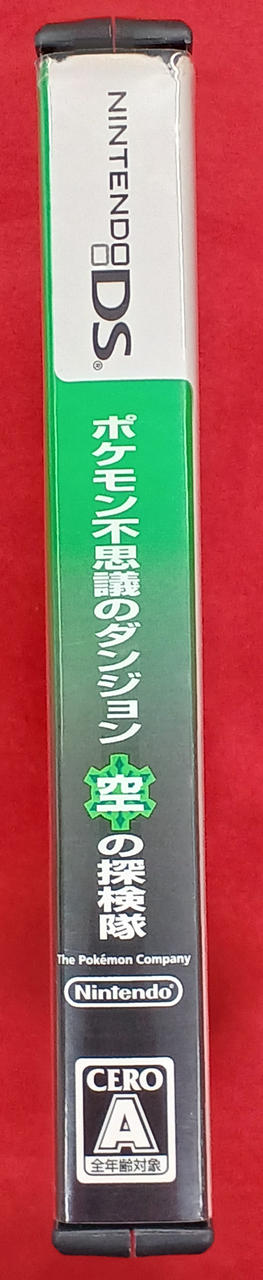 NINTENDO DS®
ポケモン不思議のダンジョン 空の探検隊
The Pokémon Company
Nintendo®
CERO
A
全年齢対象